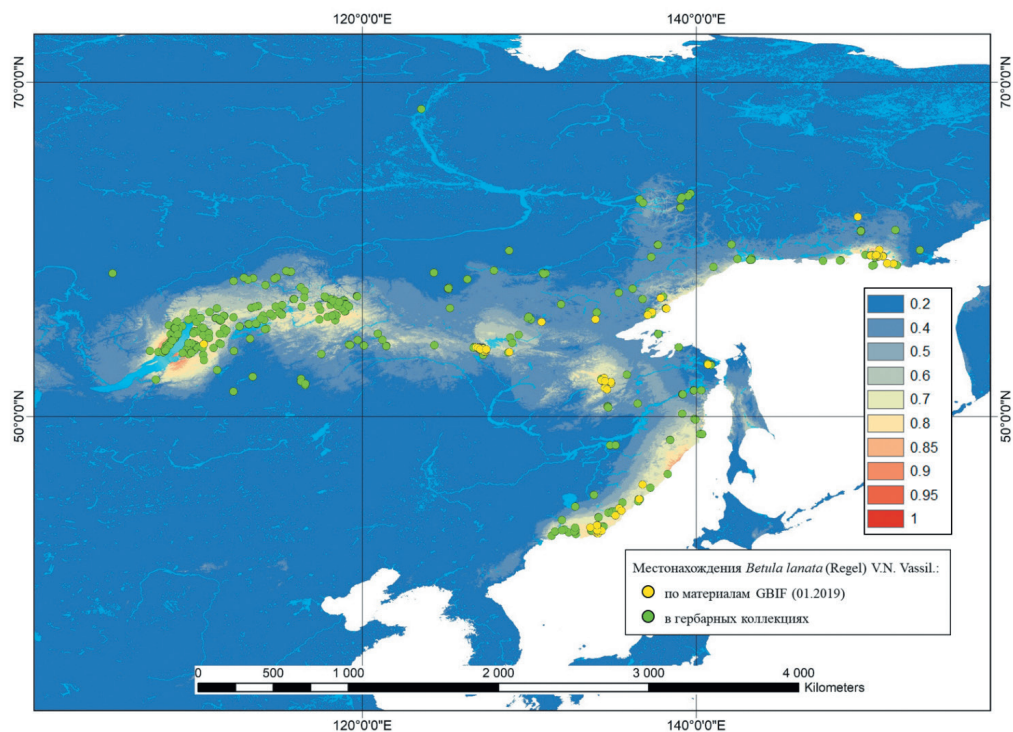 120°0'0"E 140°0'0"E
70°0'0"N 70°0'0"N
50°0'0"N 50°0'0"N
0.2
0.4
0.5
0.6
0.7
0.8
0.85
0.9
0.95
1
Местонахождения Betula lanata (Regel) V.N. Vassil.:
по материалам GBIF (01.2019)
в гербарных коллекциях
0 500 1 000 2 000 3 000 4 000
Kilometers
120°0'0"E 140°0'0"E